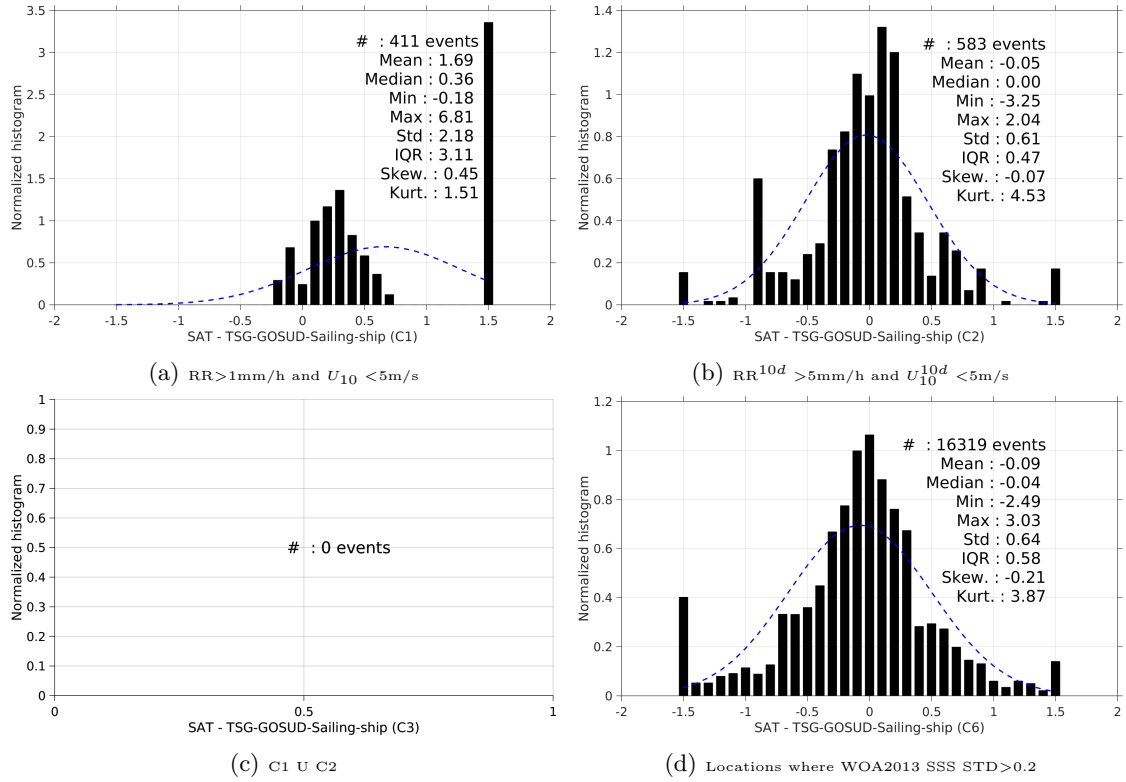 3.5
3
2.5
2
1.5
1
0.5
0
Normalized histogram
# : 411 events
Mean : 1.69
Median : 0.36
Min : -0.18
Max : 6.81
Std : 2.18
IQR : 3.11
Skew. : 0.45
Kurt. : 1.51
-2 -1.5 -1 -0.5 0 0.5 1 1.5 2
SAT - TSG-GOSUD-Sailing-ship (C1)
(a) RR>1mm/h and U10 <5m/s
1.4
1.2
1
0.8
0.6
0.4
0.2
0
Normalized histogram
# : 583 events
Mean : -0.05
Median : 0.00
Min : -3.25
Max : 2.04
Std : 0.61
IQR : 0.47
Skew. : -0.07
Kurt. : 4.53
-2 -1.5 -1 -0.5 0 0.5 1 1.5 2
SAT - TSG-GOSUD-Sailing-ship (C2)
(b) RR^10d >5mm/h and U10^10d <5m/s
1
0.9
0.8
0.7
0.6
0.5
0.4
0.3
0.2
0.1
0
Normalized histogram
# : 0 events
0 0.5 1
SAT - TSG-GOSUD-Sailing-ship (C3)
(c) C1 U C2
1.2
1
0.8
0.6
0.4
0.2
0
Normalized histogram
# : 16319 events
Mean : -0.09
Median : -0.04
Min : -2.49
Max : 3.03
Std : 0.64
IQR : 0.58
Skew. : -0.21
Kurt. : 3.87
-2 -1.5 -1 -0.5 0 0.5 1 1.5 2
SAT - TSG-GOSUD-Sailing-ship (C6)
(d) Locations where WOA2013 SSS STD>0.2